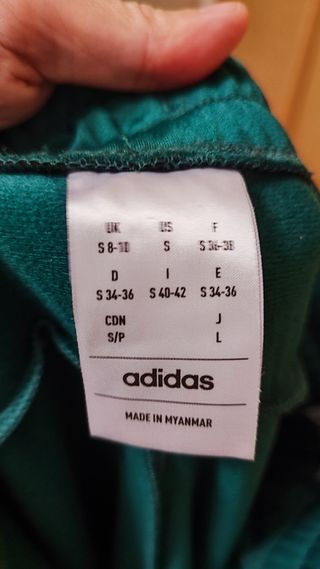 UK US F
S 8-10 S S 36-38
D I E
S 34-36 S 40-42 S 34-36
CDN J
S/P L
adidas
MADE IN MYANMAR